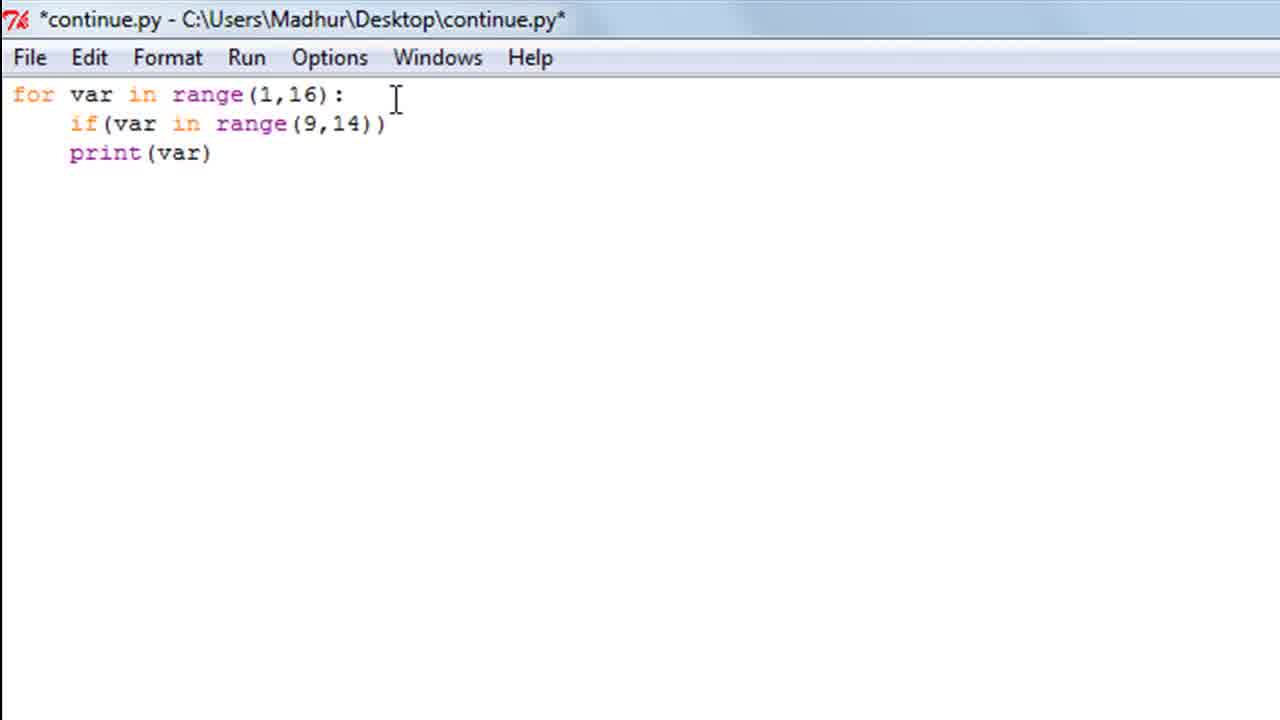 *continue.py - C:\Users\Madhur\Desktop\continue.py*
File Edit Format Run Options Windows Help
for var in range(1,16):
    if(var in range(9,14))
    print(var)